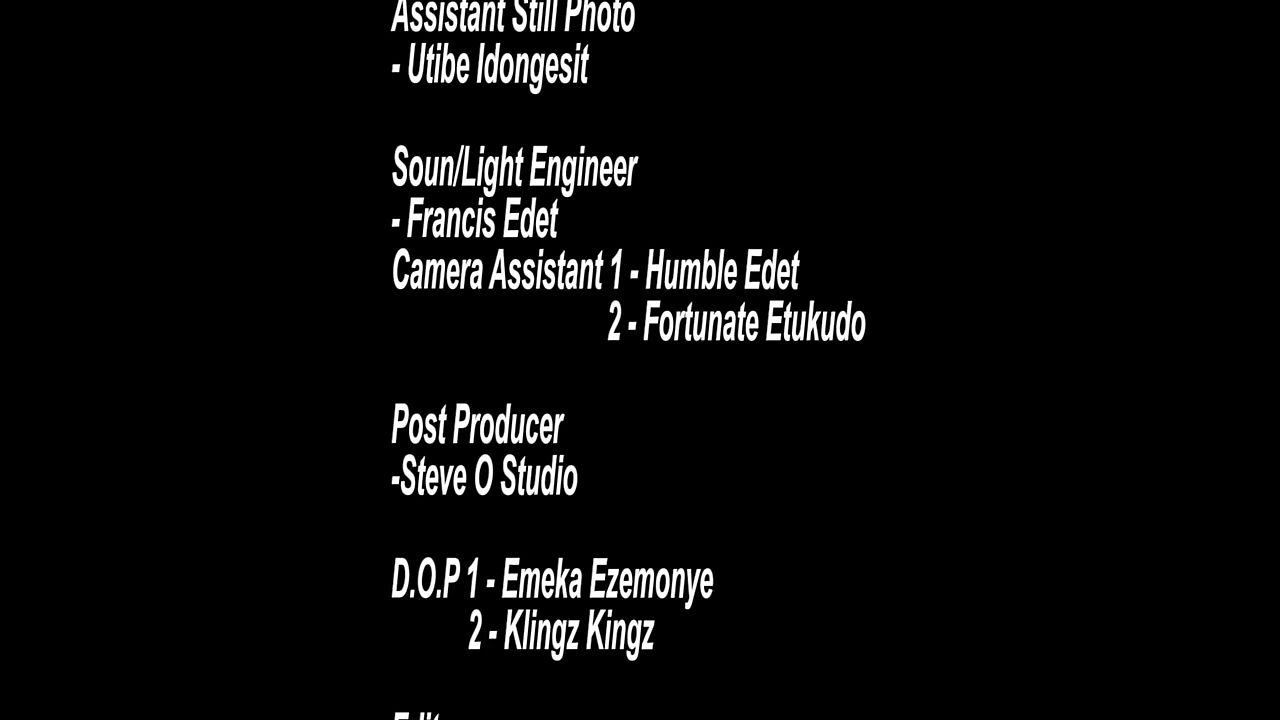 Assistant Still Photo
- Utibe Idongesit
Soun/Light Engineer
- Francis Edet
Camera Assistant 1 - Humble Edet
2 - Fortunate Etukudo
Post Producer
-Steve O Studio
D.O.P 1 - Emeka Ezemonye
2 - Klingz Kingz